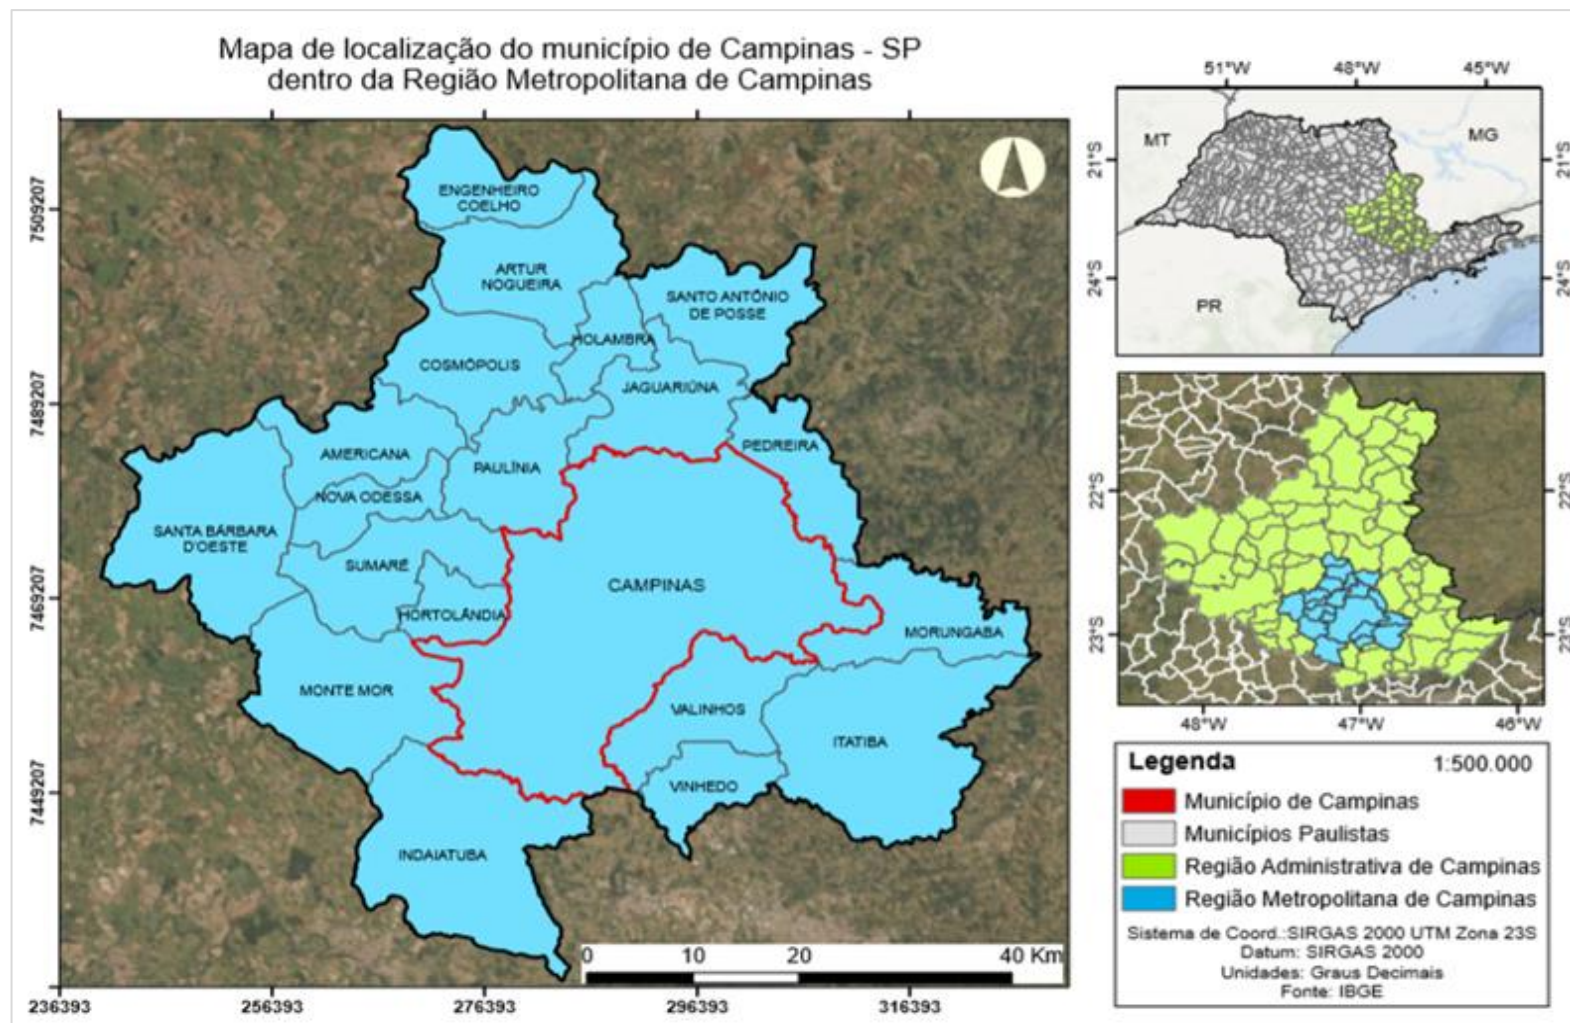 Mapa de localização do município de Campinas - SP
dentro da Região Metropolitana de Campinas
7509207
7489207
7469207
7449207
236393
256393
276393
296393
316393
ENGENHEIRO
COELHO
ARTUR
NOGUEIRA
SANTO ANTÔNIO
DE POSSE
HOLAMBRA
COSMÓPOLIS
JAGUARIÚNA
PEDREIRA
AMERICANA
PAULÍNIA
NOVA ODESSA
SANTA BÁRBARA
D'OESTE
SUMARÉ
CAMPINAS
HORTOLÂNDIA
MORUNGABA
MONTE MOR
VALINHOS
ITATIBA
VINHEDO
INDAIATUBA
0 10 20 40 Km
51°W 48°W 45°W
21°S
24°S
21°S
24°S
MT
MG
PR
22°S
23°S
22°S
23°S
48°W 47°W 46°W
Legenda 1:500.000
Município de Campinas
Municípios Paulistas
Região Administrativa de Campinas
Região Metropolitana de Campinas
Sistema de Coord.:SIRGAS 2000 UTM Zona 23S
Datum: SIRGAS 2000
Unidades: Graus Decimais
Fonte: IBGE